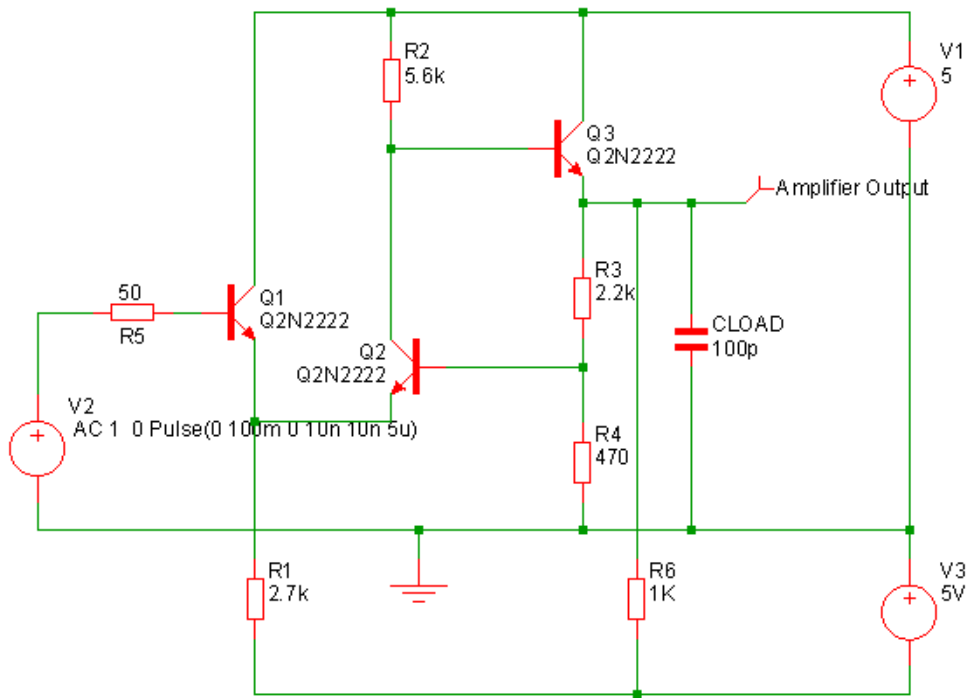 R2
5.6k
V1
5
Q3
Q2N2222
Amplifier Output
50
R5
Q1
Q2N2222
R3
2.2k
Q2
Q2N2222
CLOAD
100p
V2
AC 1 0 Pulse(0 100m 0 10n 10n 5u)
R4
470
R1
2.7k
R6
1K
V3
5V